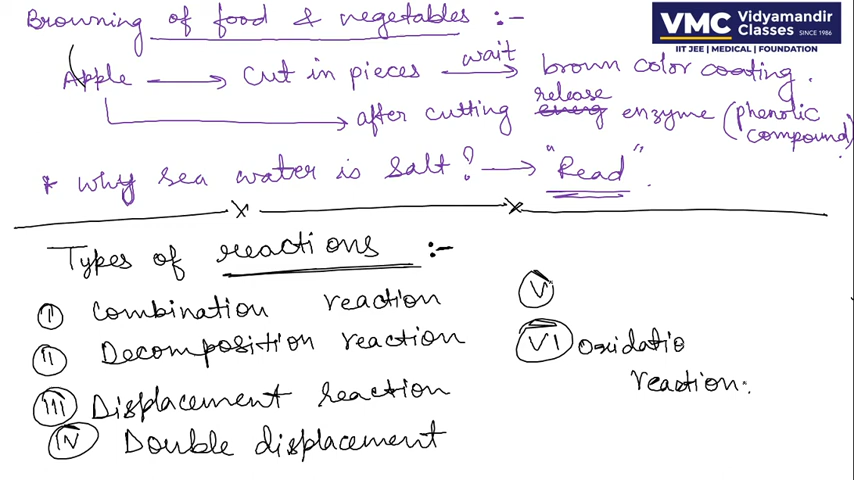 Browning of food & vegetables :-
VMC Vidyamandir Classes SINCE 1986
IIT JEE | MEDICAL | FOUNDATION
Apple → Cut in pieces wait → brown color coating.
→ after cutting release enzyme (phenolic compound).
* why sea water is salt? → "Read".
Types of reactions :-
I Combination reaction
II Decomposition reaction
III Displacement reaction
IV Double displacement
V
VI Oxidatio
reaction.